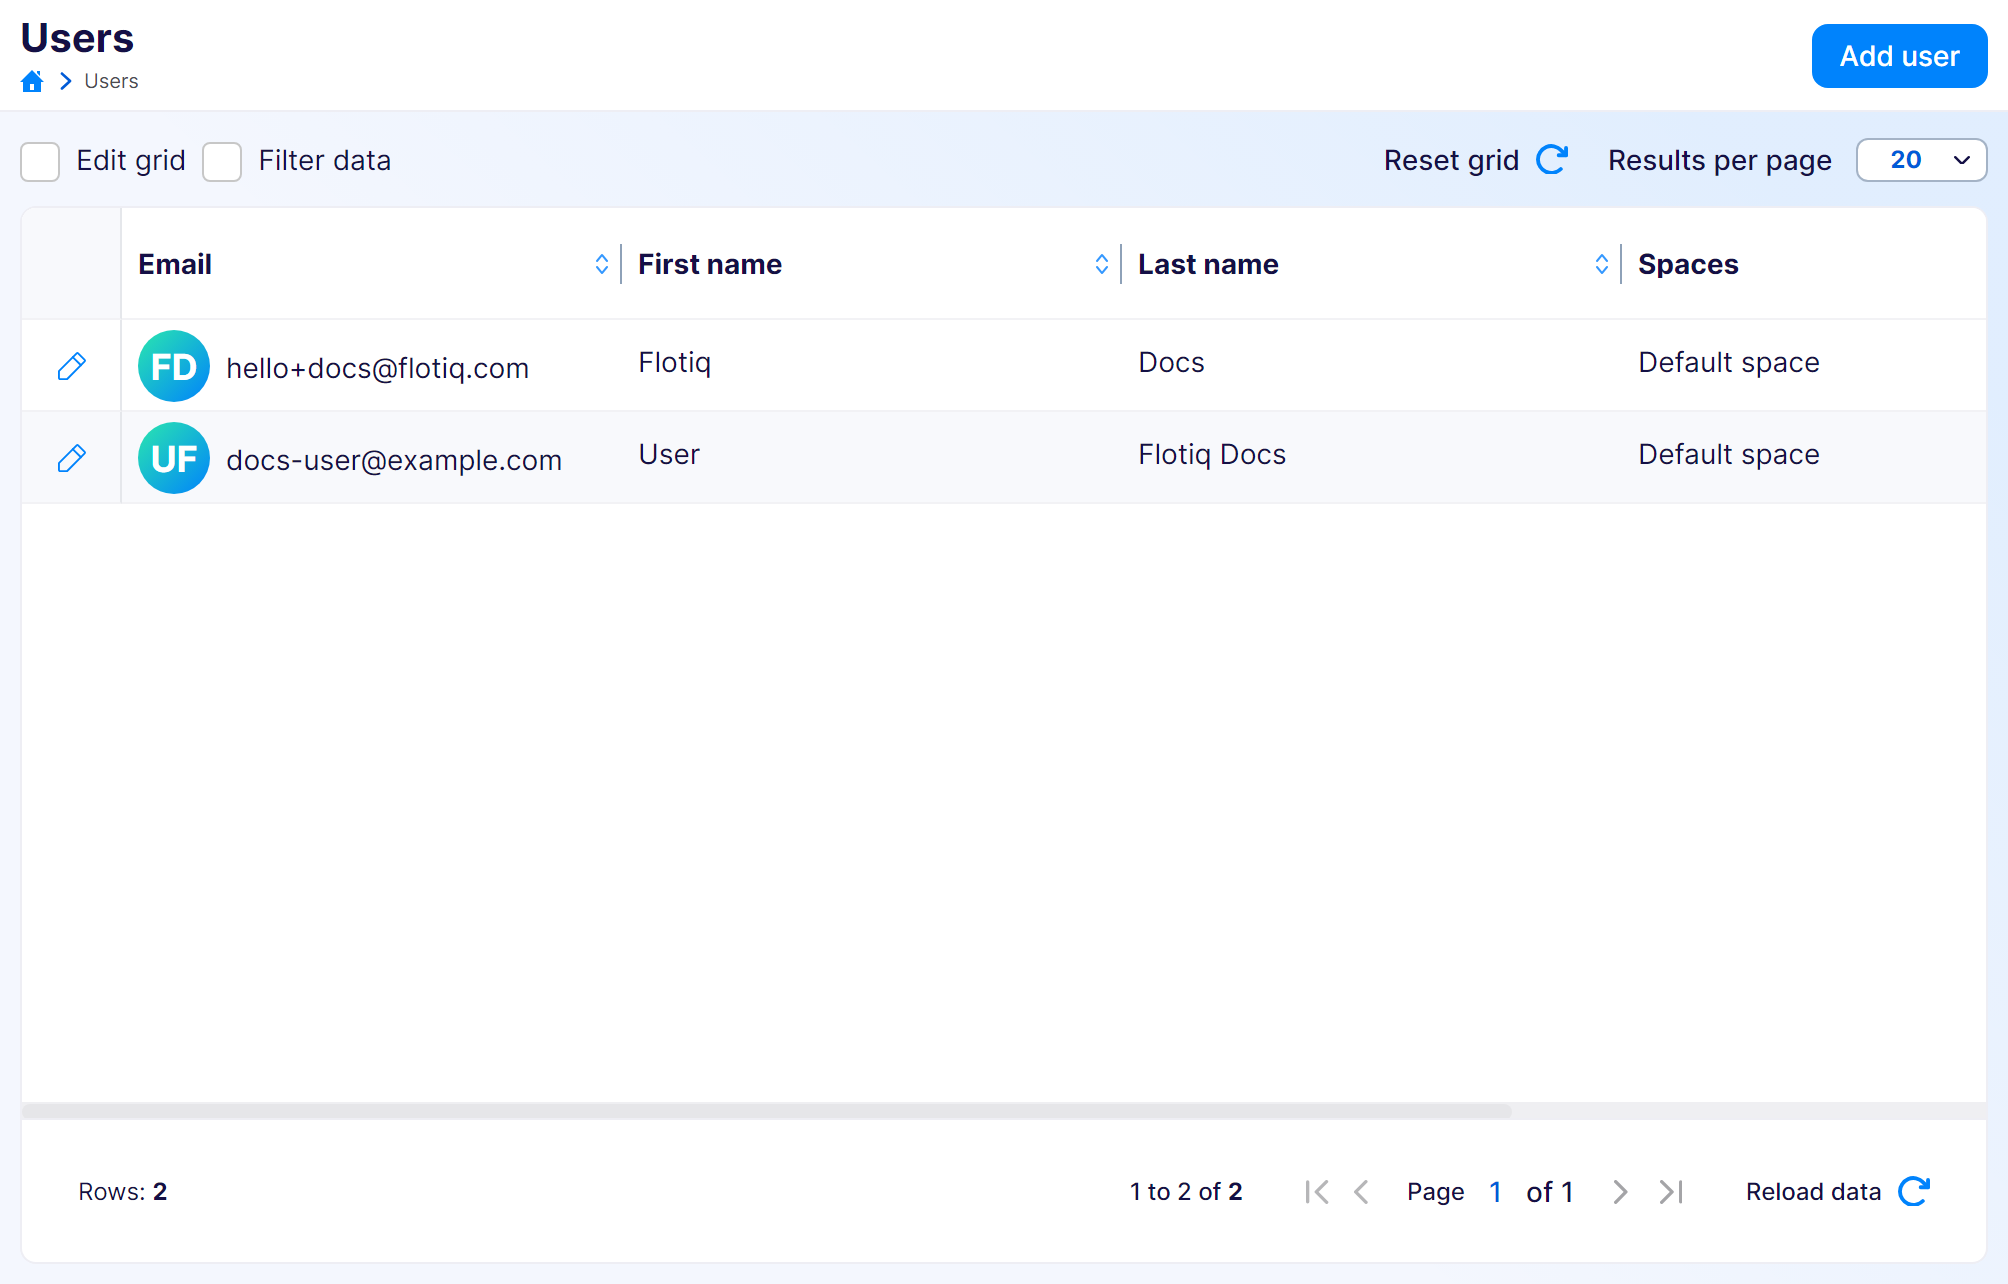 Users
Users
Add user
Edit grid Filter data Reset grid Results per page 20
Email First name Last name Spaces
FD hello+docs@flotiq.com Flotiq Docs Default space
UF docs-user@example.com User Flotiq Docs Default space
Rows: 2 1 to 2 of 2 Page 1 of 1 Reload data